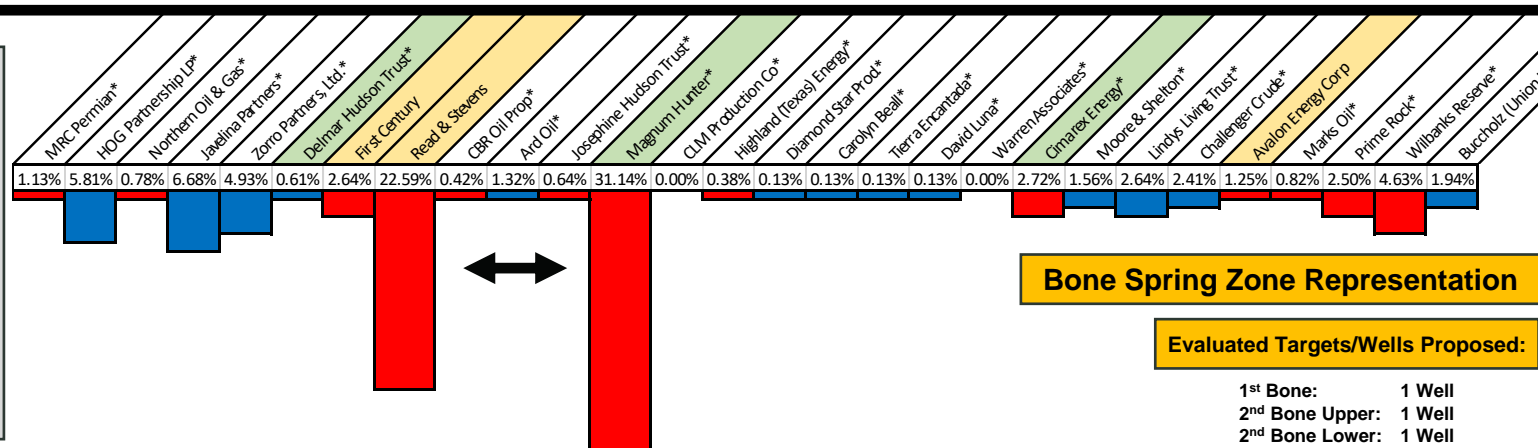 MRC Permian*
HOG Partnership LP*
Northern Oil & Gas*
Javelina Partners*
Zorro Partners, Ltd.*
Delmar Hudson Trust*
First Century
Read & Stevens
CBR Oil Prop*
Ard Oil*
Josephine Hudson Trust*
Magnum Hunter*
CLM Production Co*
Highland (Texas) Energy*
Diamond Star Prod*
Carolyn Beall*
Tierra Encantada*
David Luna*
Warren Associates*
Cimarex Energy*
Moore & Shelton*
Lindys Living Trust*
Challenger Crude*
Avalon Energy Corp
Marks Oil*
Prime Rock*
Wilbanks Reserve*
Buccholz (Union
1.13% 5.81% 0.78% 6.68% 4.93% 0.61% 2.64% 22.59% 0.42% 1.32% 0.64% 31.14% 0.00% 0.38% 0.13% 0.13% 0.13% 0.13% 0.00% 2.72% 1.56% 2.64% 2.41% 1.25% 0.82% 2.50% 4.63% 1.94%
Bone Spring Zone Representation
Evaluated Targets/Wells Proposed:
1st Bone: 1 Well
2nd Bone Upper: 1 Well
2nd Bone Lower: 1 Well